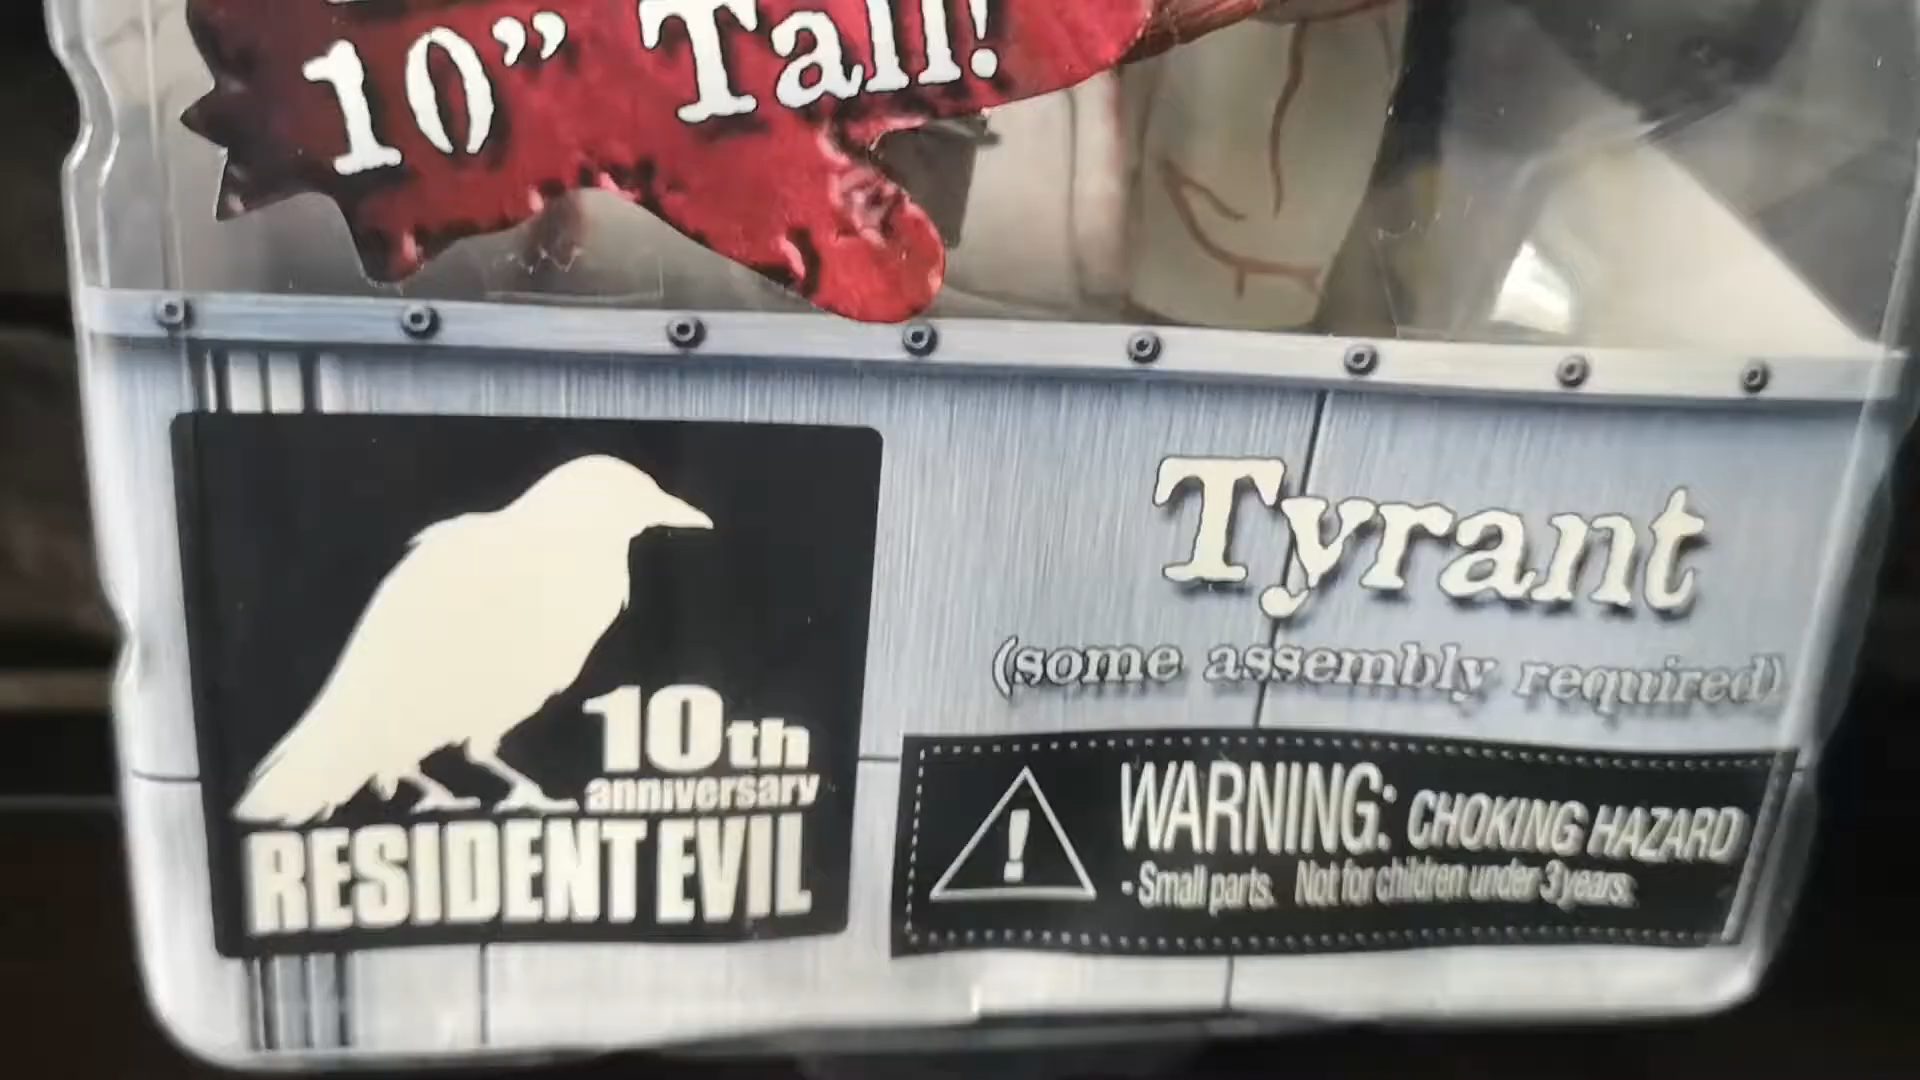 10” Tall!
Tyrant
(some assembly required)
10th
anniversary
RESIDENT EVIL
WARNING: CHOKING HAZARD
- Small parts. Not for children under 3 years.